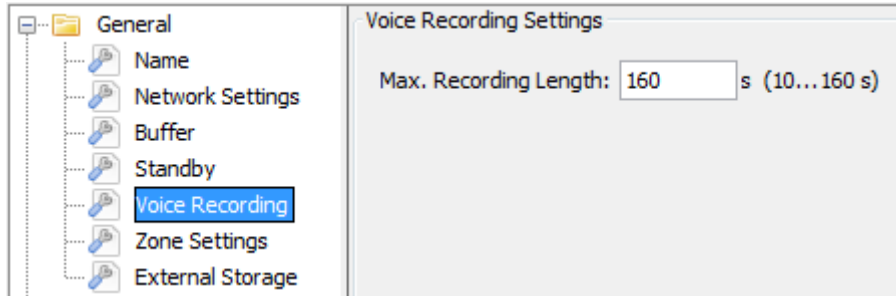 General
Name
Network Settings
Buffer
Standby
Voice Recording
Zone Settings
External Storage
Voice Recording Settings
Max. Recording Length: 160 s (10...160 s)